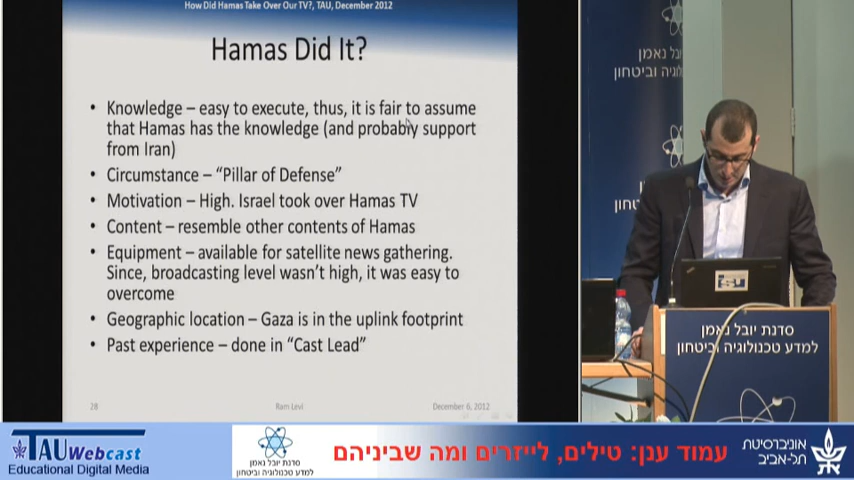 How Did Hamas Take Over Our TV?, TAU, December 2012
Hamas Did It?
• Knowledge – easy to execute, thus, it is fair to assume
that Hamas has the knowledge (and probably support
from Iran)
• Circumstance – “Pillar of Defense”
• Motivation – High. Israel took over Hamas TV
• Content – resemble other contents of Hamas
• Equipment – available for satellite news gathering.
Since, broadcasting level wasn’t high, it was easy to
overcome
• Geographic location – Gaza is in the uplink footprint
• Past experience – done in “Cast Lead”
28
Ram Levi
December 6, 2012
יובל נאמן
סדנת יובל נאמן
למדע טכנולוגיה וביטחון
TAU Webcast
Educational Digital Media
סדנת יובל נאמן
למדע טכנולוגיה וביטחון
עמוד ענן: טילים, לייזרים ומה שביניהם
אוניברסיטת
תל-אביב